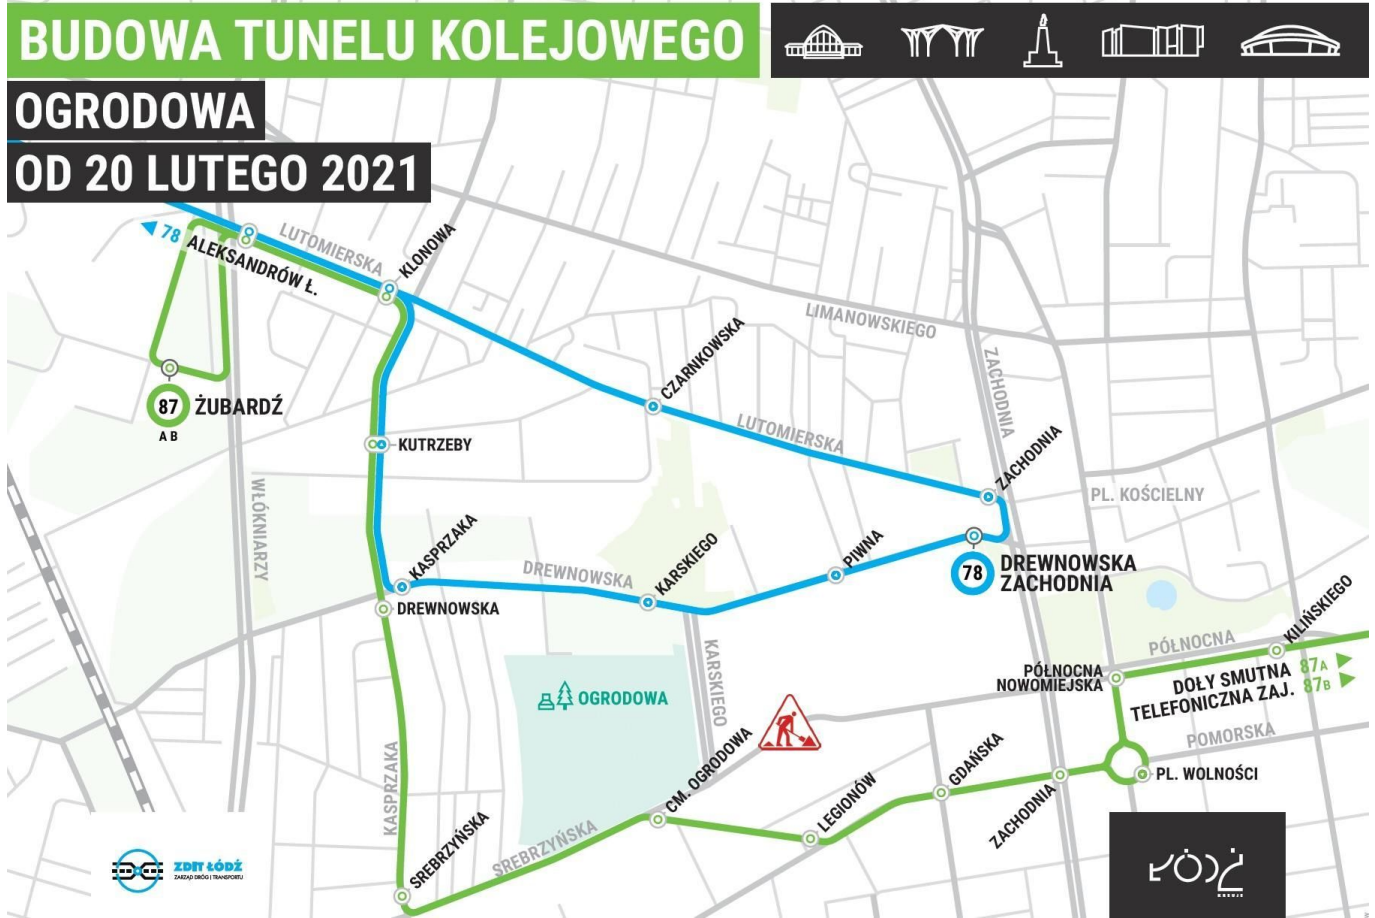 BUDOWA TUNELU KOLEJOWEGO
OGRODOWA
OD 20 LUTEGO 2021
78
ALEKSANDRÓW Ł.
LUTOMIERSKA
KLONOWA
LIMANOWSKIEGO
CZARNKOWSKA
ZACHODNIA
87
ŻUBARDŹ
A B
LUTOMIERSKA
KUTRZEBY
ZACHODNIA
WŁÓKNIARZY
PL. KOŚCIELNY
KASPRZAKA
DREWNOWSKA
KARSKIEGO
PIWNA
78
DREWNOWSKA
ZACHODNIA
DREWNOWSKA
KILIŃSKIEGO
PÓŁNOCNA
KARSKIEGO
PÓŁNOCNA
NOWOMIEJSKA
DOŁY SMUTNA 87A
TELEFONICZNA ZAJ. 87B
OGRODOWA
POMORSKA
KASPRZAKA
CM. OGRODOWA
GDAŃSKA
PL. WOLNOŚCI
LEGIONÓW
ZACHODNIA
SREBRZYŃSKA
SREBRZYŃSKA
ZDIT ŁÓDŹ
ZARZĄD DRÓG I TRANSPORTU
ŁÓDŹ
KREUJE